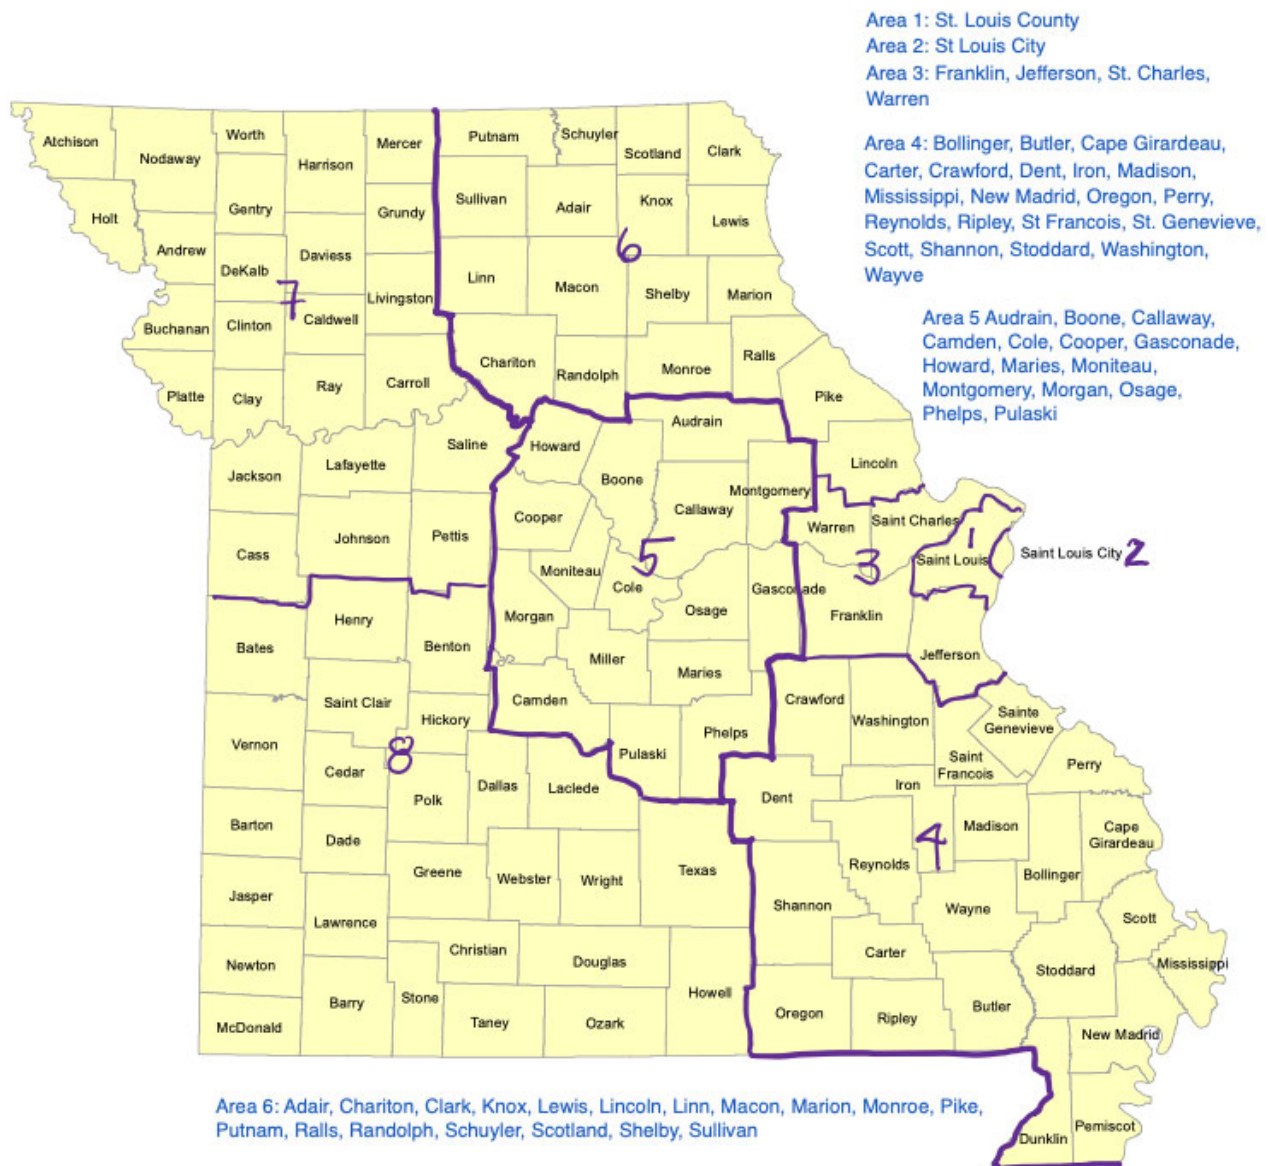 Area 1: St. Louis County
Area 2: St Louis City
Area 3: Franklin, Jefferson, St. Charles,
Warren
Area 4: Bollinger, Butler, Cape Girardeau,
Carter, Crawford, Dent, Iron, Madison,
Mississippi, New Madrid, Oregon, Perry,
Reynolds, Ripley, St Francois, St. Genevieve,
Scott, Shannon, Stoddard, Washington,
Wayve
Area 5 Audrain, Boone, Callaway,
Camden, Cole, Cooper, Gasconade,
Howard, Maries, Moniteau,
Montgomery, Morgan, Osage,
Phelps, Pulaski
Atchison
Nodaway
Worth
Harrison
Mercer
Putnam
Schuyler
Scotland
Clark
Holt
Andrew
Gentry
Grundy
Sullivan
Adair
Knox
Lewis
DeKalb
Daviess
Livingston
Linn
Macon
6
Shelby
Marion
7
Buchanan
Clinton
Caldwell
Chariton
Randolph
Monroe
Ralls
Pike
Platte
Clay
Ray
Carroll
Jackson
Lafayette
Saline
Howard
Boone
Audrain
Lincoln
Cass
Johnson
Pettis
Cooper
Callaway
Montgomery
Warren
Saint Charles
1
Saint Louis
Saint Louis City
2
Moniteau
Cole
5
Gasconade
3
Franklin
Bates
Henry
Benton
Morgan
Osage
Miller
Maries
Jefferson
Vernon
Saint Clair
Hickory
Camden
Pulaski
Phelps
Crawford
Washington
Sainte
Genevieve
Saint
Francois
Perry
8
Cedar
Polk
Dallas
Laclede
Dent
Iron
Barton
Dade
Greene
Webster
Wright
Texas
Reynolds
4
Madison
Cape
Girardeau
Bollinger
Jasper
Lawrence
Shannon
Wayne
Scott
Newton
Christian
Douglas
Howell
Carter
Stoddard
Mississippi
McDonald
Barry
Stone
Taney
Ozark
Oregon
Ripley
Butler
New Madrid
Dunklin
Pemiscot
Area 6: Adair, Chariton, Clark, Knox, Lewis, Lincoln, Linn, Macon, Marion, Monroe, Pike,
Putnam, Ralls, Randolph, Schuyler, Scotland, Shelby, Sullivan